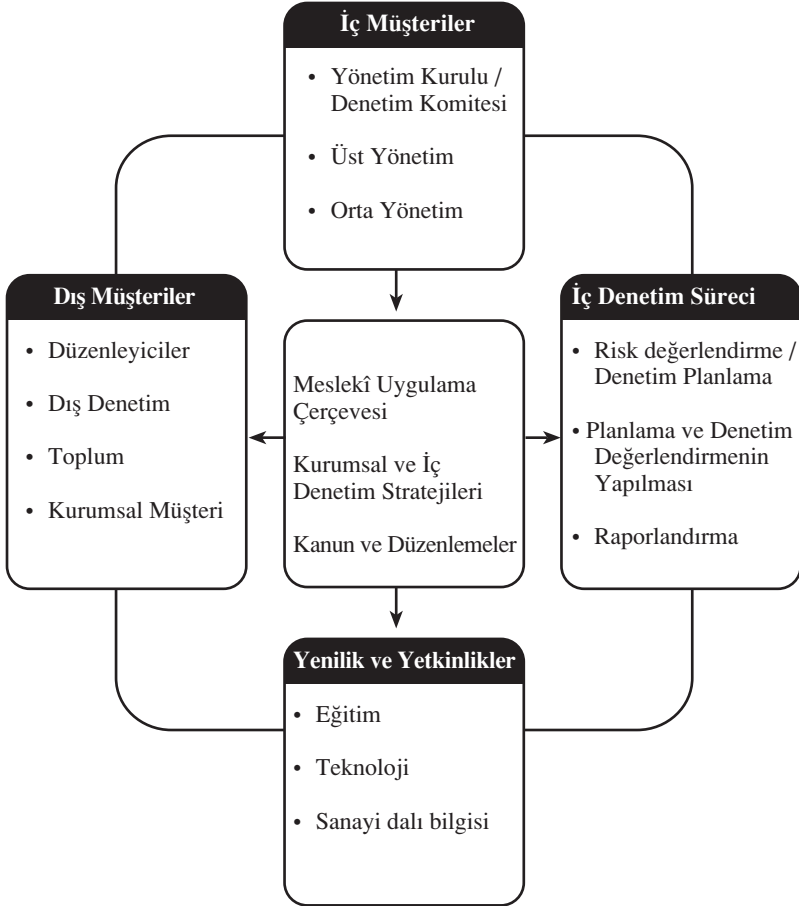 İç Müşteriler
• Yönetim Kurulu /
Denetim Komitesi
• Üst Yönetim
• Orta Yönetim
Dış Müşteriler
• Düzenleyiciler
• Dış Denetim
• Toplum
• Kurumsal Müşteri
Meslekî Uygulama
Çerçevesi
Kurumsal ve İç
Denetim Stratejileri
Kanun ve Düzenlemeler
İç Denetim Süreci
• Risk değerlendirme /
Denetim Planlama
• Planlama ve Denetim
Değerlendirmenin
Yapılması
• Raporlandırma
Yenilik ve Yetkinlikler
• Eğitim
• Teknoloji
• Sanayi dalı bilgisi